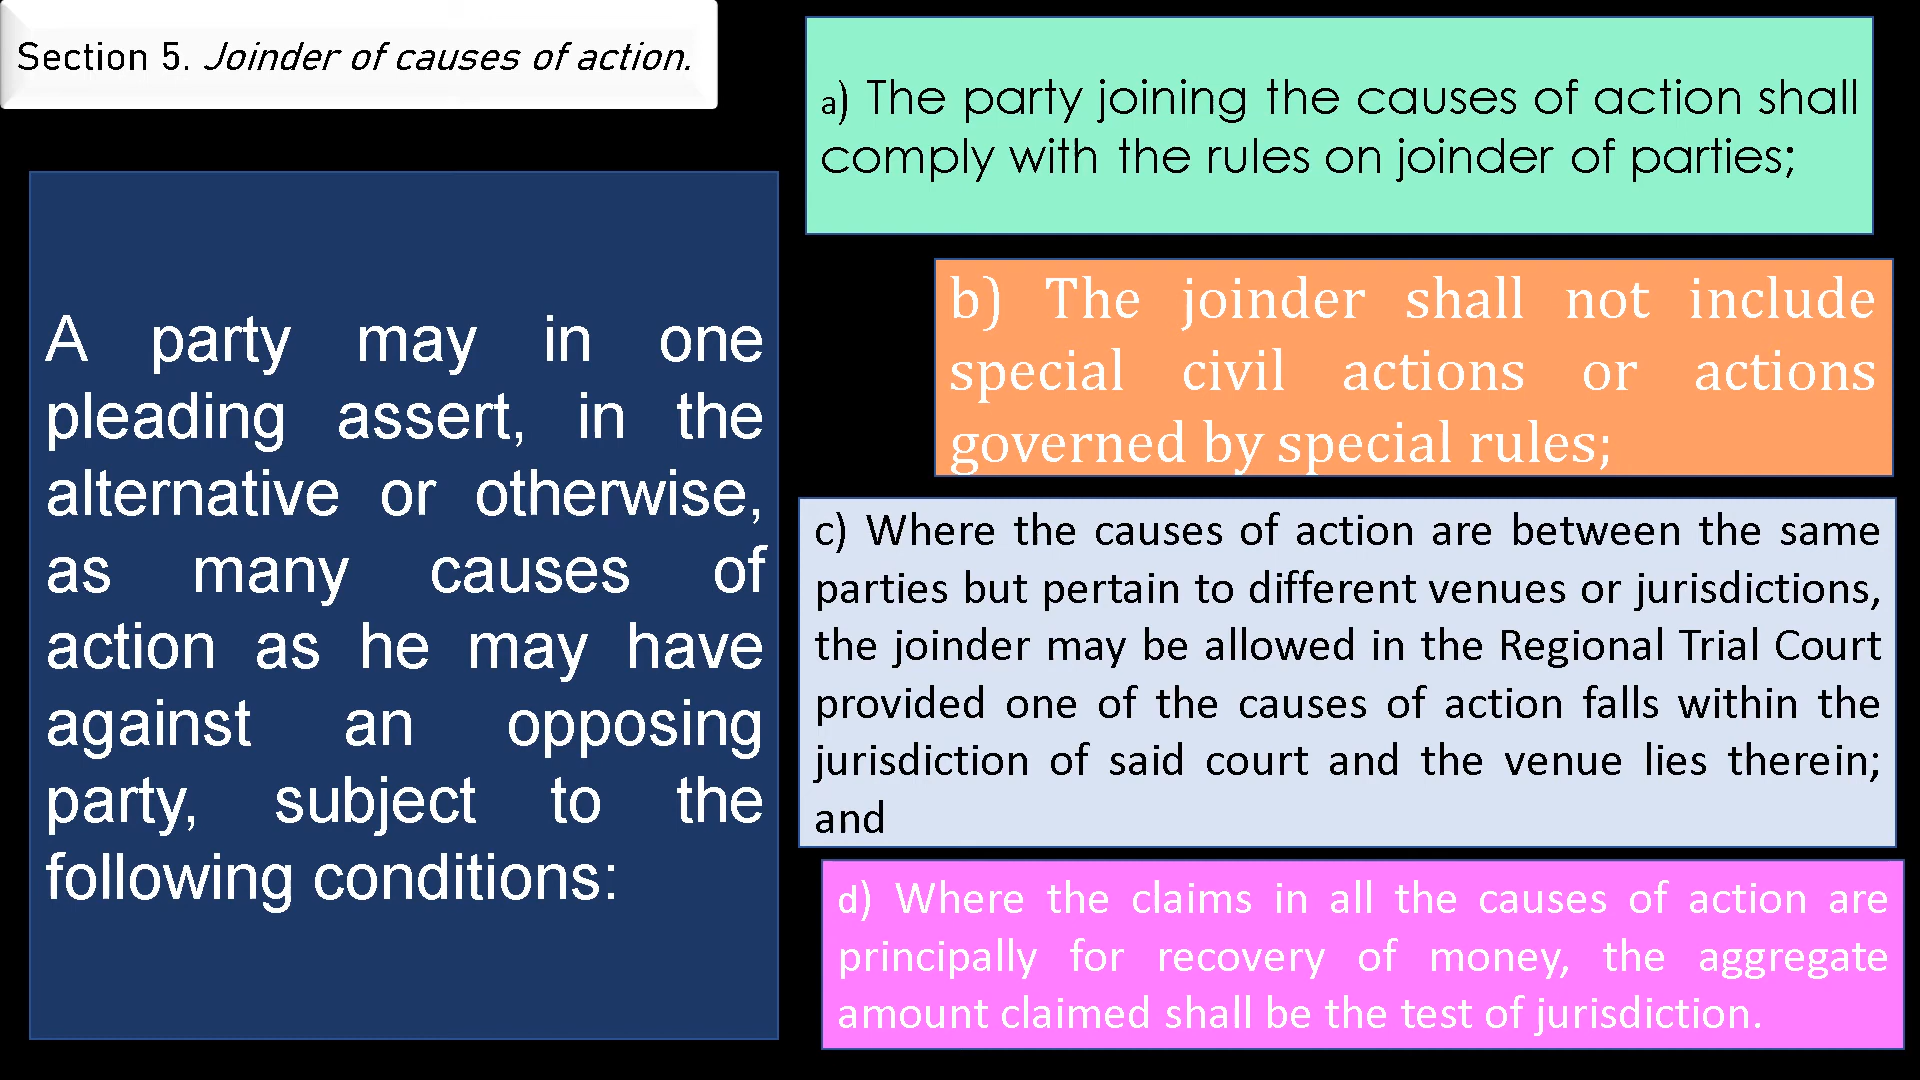 Section 5. Joinder of causes of action.
A party may in one
pleading assert, in the
alternative or otherwise,
as many causes of
action as he may have
against an opposing
party, subject to the
following conditions:
a) The party joining the causes of action shall
comply with the rules on joinder of parties;
b) The joinder shall not include
special civil actions or actions
governed by special rules;
c) Where the causes of action are between the same
parties but pertain to different venues or jurisdictions,
the joinder may be allowed in the Regional Trial Court
provided one of the causes of action falls within the
jurisdiction of said court and the venue lies therein;
and
d) Where the claims in all the causes of action are
principally for recovery of money, the aggregate
amount claimed shall be the test of jurisdiction.